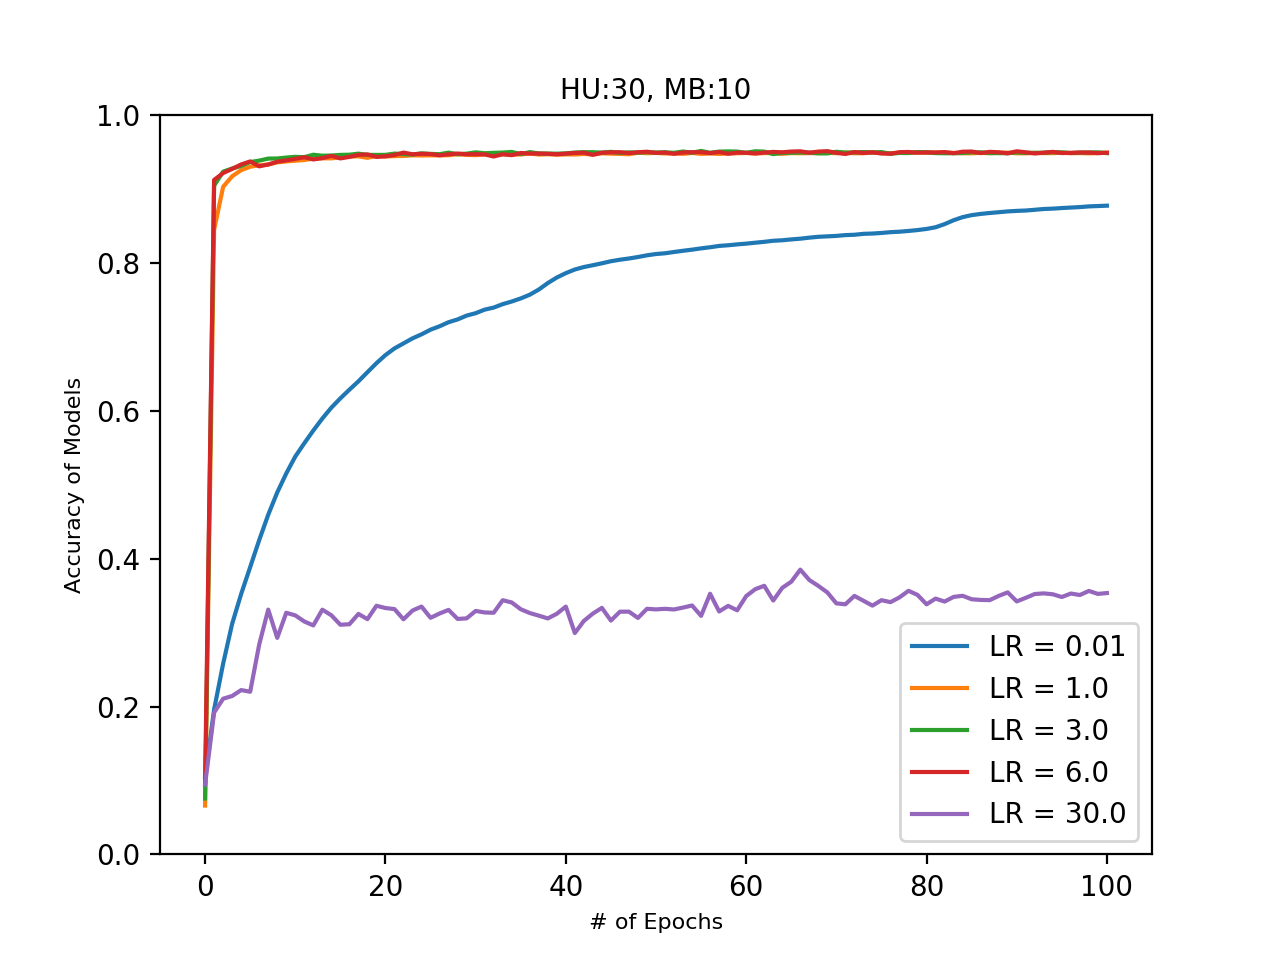 HU:30, MB:10
1.0
0.8
0.6
0.4
0.2
0.0
Accuracy of Models
LR = 0.01
LR = 1.0
LR = 3.0
LR = 6.0
LR = 30.0
0 20 40 60 80 100
# of Epochs